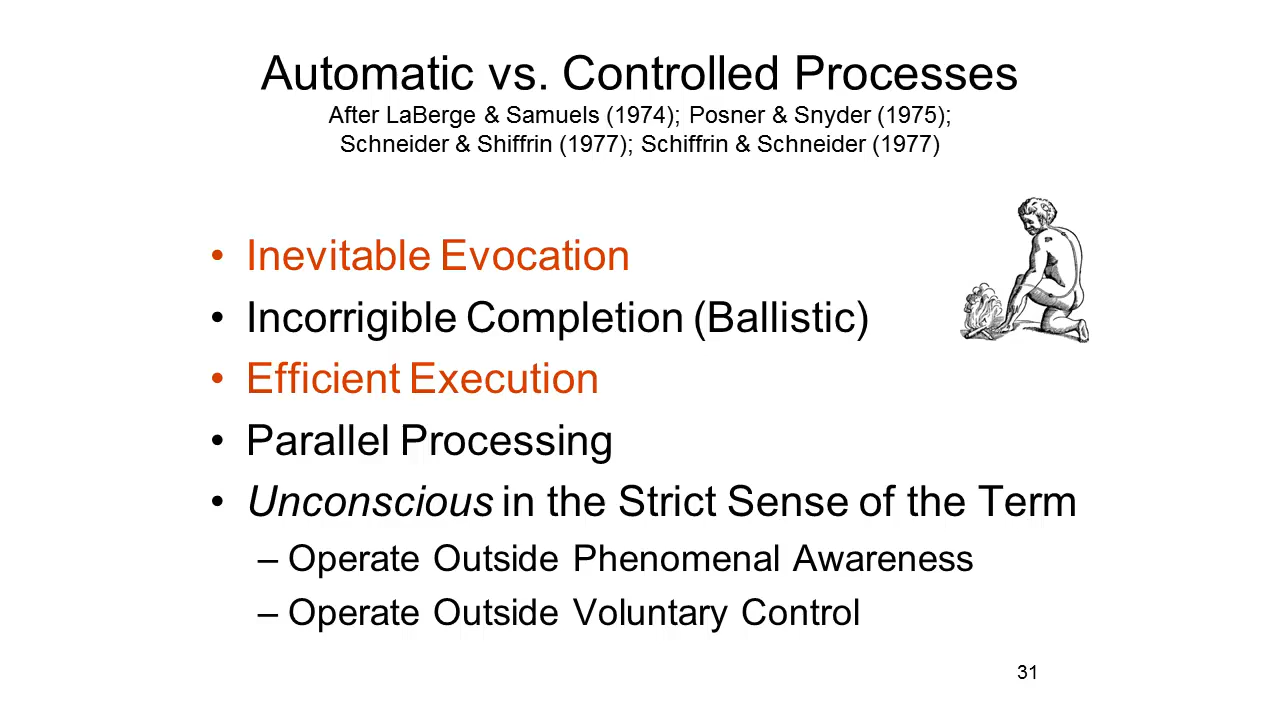 Automatic vs. Controlled Processes
After LaBerge & Samuels (1974); Posner & Snyder (1975);
Schneider & Shiffrin (1977); Schiffrin & Schneider (1977)
• Inevitable Evocation
• Incorrigible Completion (Ballistic)
• Efficient Execution
• Parallel Processing
• Unconscious in the Strict Sense of the Term
– Operate Outside Phenomenal Awareness
– Operate Outside Voluntary Control
31